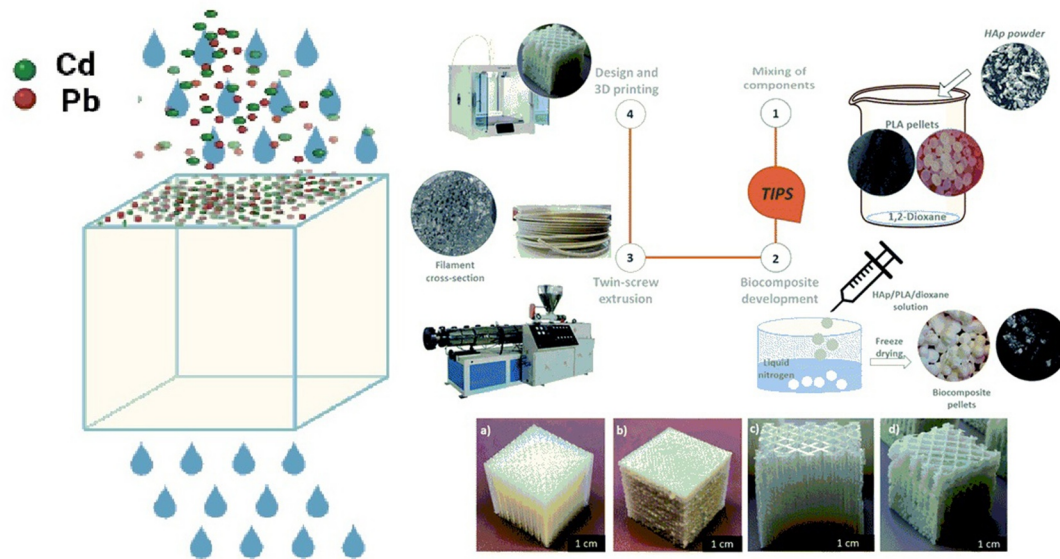 Cd
Pb
Design and
3D printing
4
Mixing of
components
1
HAp powder
PLA pellets
1,2-Dioxane
TIPS
Filament
cross-section
3
Twin-screw
extrusion
2
Biocomposite
development
HAp/PLA/dioxane
solution
Liquid
nitrogen
Freeze
drying
Biocomposite
pellets
a)
1 cm
b)
1 cm
c)
1 cm
d)
1 cm